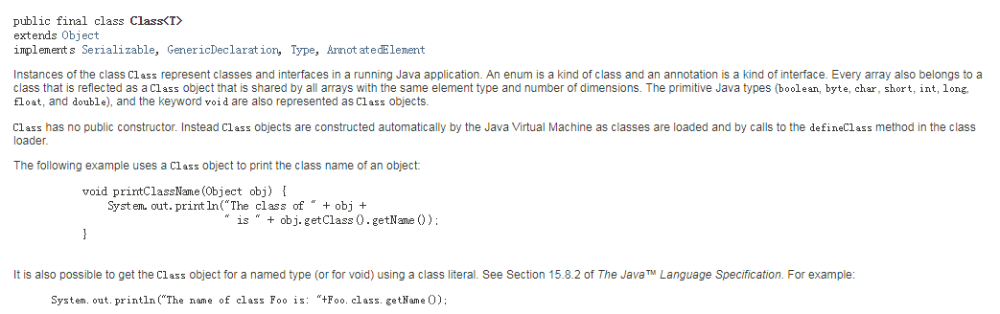 public final class Class<T>
extends Object
implements Serializable, GenericDeclaration, Type, AnnotatedElement
Instances of the class Class represent classes and interfaces in a running Java application. An enum is a kind of class and an annotation is a kind of interface. Every array also belongs to a
class that is reflected as a Class object that is shared by all arrays with the same element type and number of dimensions. The primitive Java types (boolean, byte, char, short, int, long,
float, and double), and the keyword void are also represented as Class objects.
Class has no public constructor. Instead Class objects are constructed automatically by the Java Virtual Machine as classes are loaded and by calls to the defineClass method in the class
loader.
The following example uses a Class object to print the class name of an object:
void printClassName(Object obj) {
System.out.println("The class of " + obj +
" is " + obj.getClass().getName());
}
It is also possible to get the Class object for a named type (or for void) using a class literal. See Section 15.8.2 of The Java™ Language Specification. For example:
System.out.println("The name of class Foo is: "+Foo.class.getName());